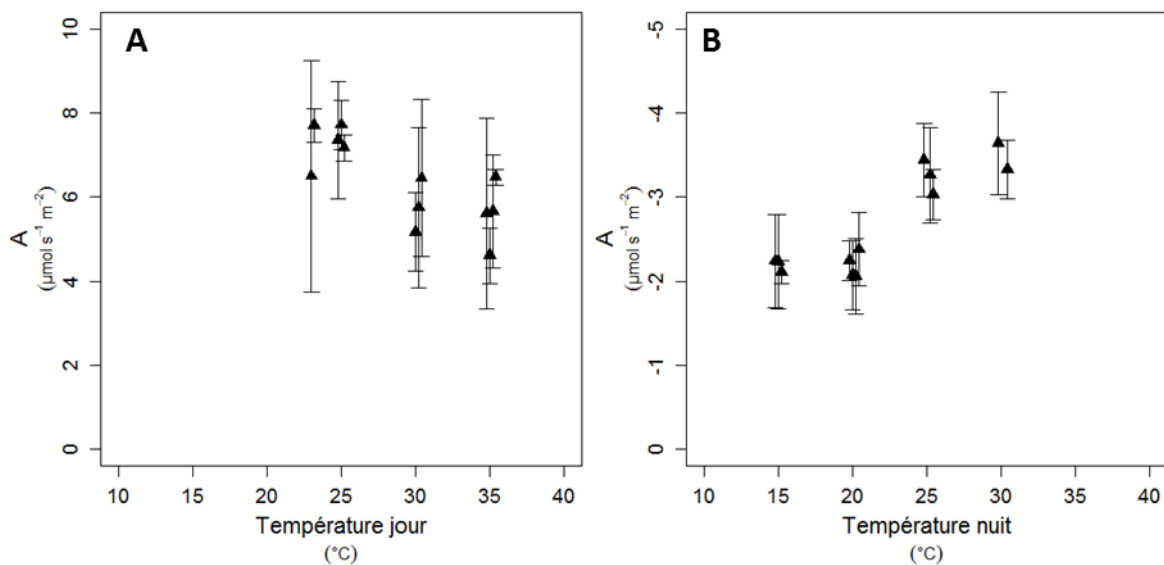 A
10
8
6
4
2
0
A
(µmol s⁻¹ m⁻²)
10 15 20 25 30 35 40
Température jour
(°C)
B
-5
-4
-3
-2
-1
-0
A
(µmol s⁻¹ m⁻²)
10 15 20 25 30 35 40
Température nuit
(°C)